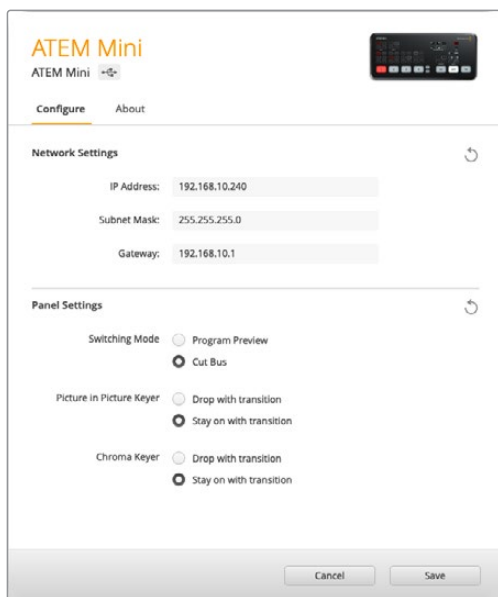 ATEM Mini
ATEM Mini
Configure About
Network Settings
IP Address: 192.168.10.240
Subnet Mask: 255.255.255.0
Gateway: 192.168.10.1
Panel Settings
Switching Mode Program Preview
Cut Bus
Picture in Picture Keyer Drop with transition
Stay on with transition
Chroma Keyer Drop with transition
Stay on with transition
Cancel Save